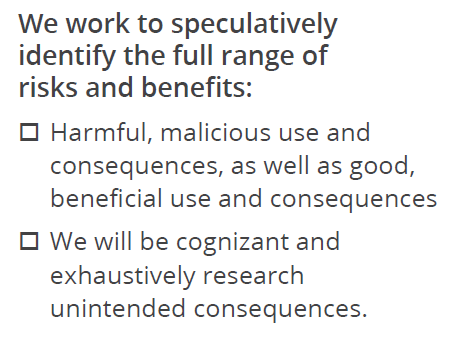 We work to speculatively
identify the full range of
risks and benefits:
Harmful, malicious use and
consequences, as well as good,
beneficial use and consequences
We will be cognizant and
exhaustively research
unintended consequences.